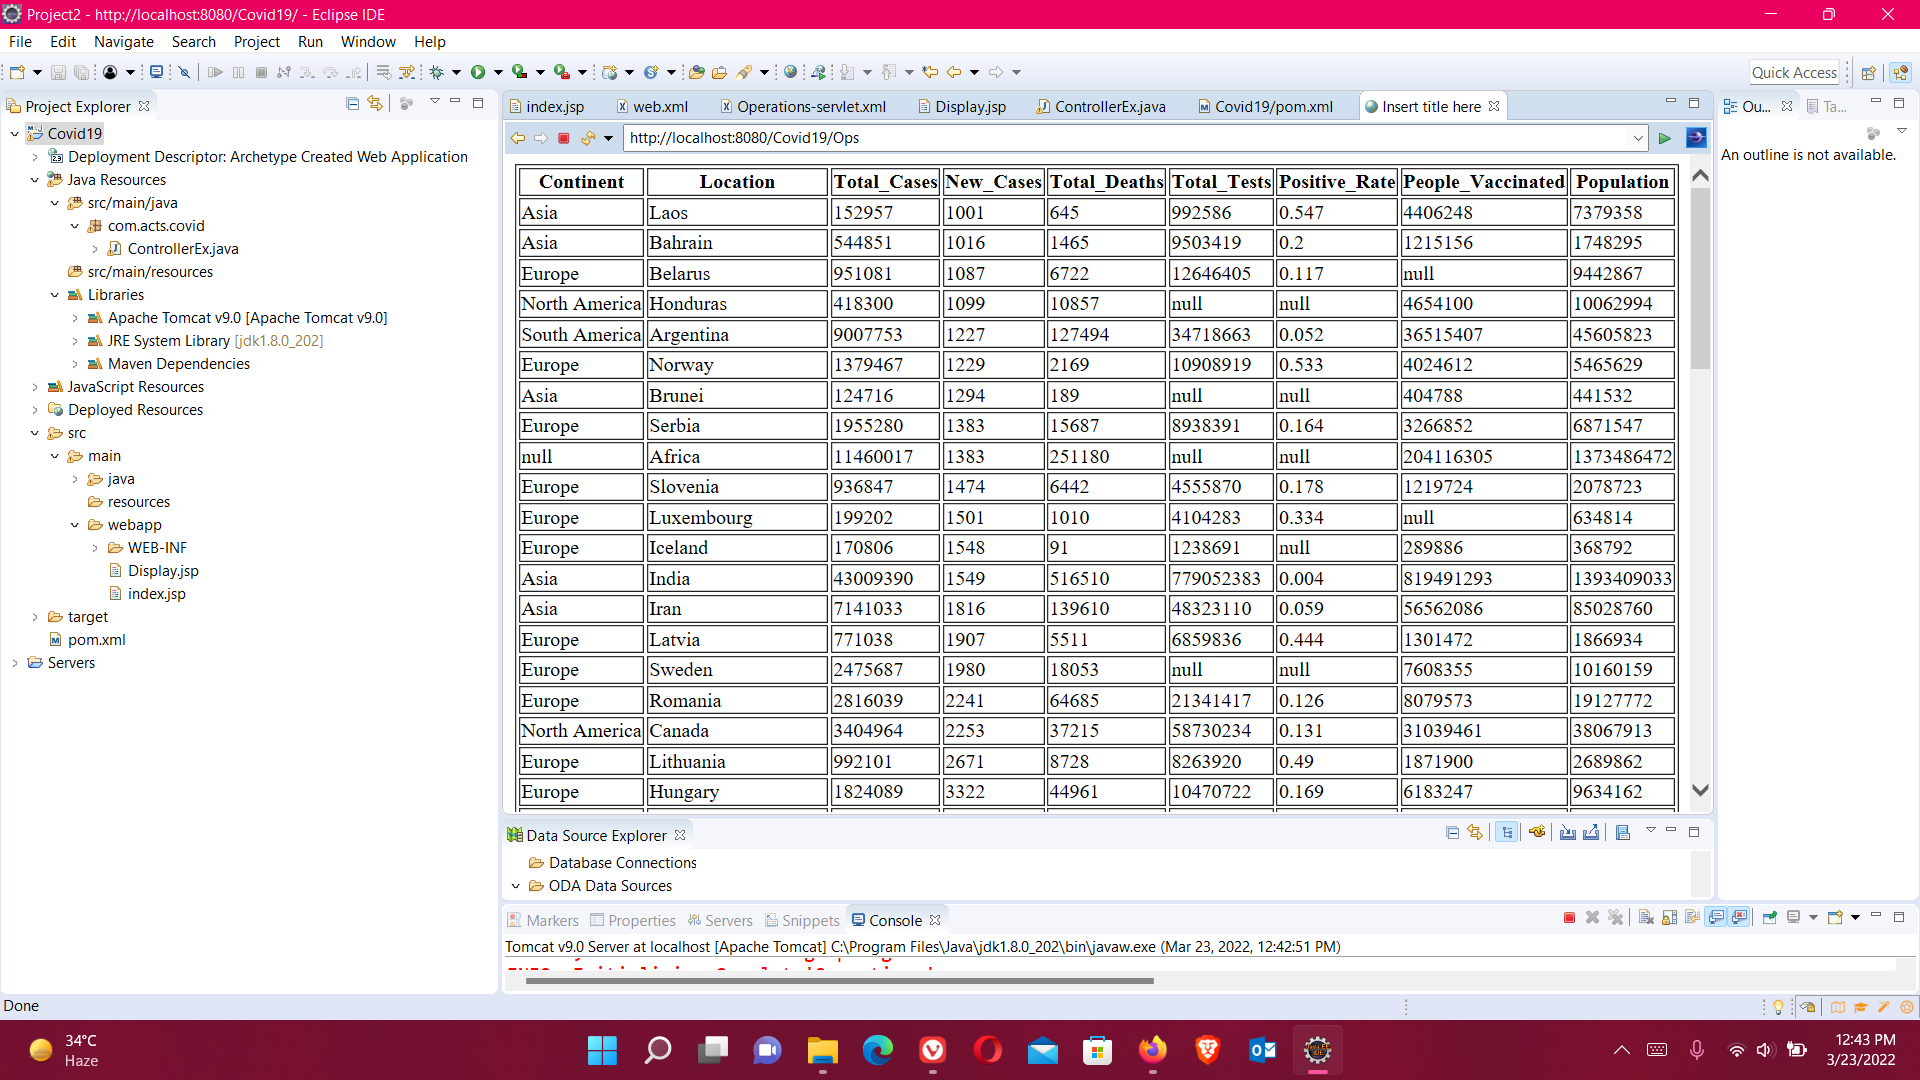 Project2 - http://localhost:8080/Covid19/ - Eclipse IDE
File Edit Navigate Search Project Run Window Help
Quick Access
Project Explorer
Covid19
Deployment Descriptor: Archetype Created Web Application
Java Resources
src/main/java
com.acts.covid
ControllerEx.java
src/main/resources
Libraries
Apache Tomcat v9.0 [Apache Tomcat v9.0]
JRE System Library [jdk1.8.0_202]
Maven Dependencies
JavaScript Resources
Deployed Resources
src
main
java
resources
webapp
WEB-INF
Display.jsp
index.jsp
target
pom.xml
Servers
index.jsp web.xml Operations-servlet.xml Display.jsp ControllerEx.java Covid19/pom.xml Insert title here
http://localhost:8080/Covid19/Ops
Continent Location Total_Cases New_Cases Total_Deaths Total_Tests Positive_Rate People_Vaccinated Population
Asia Laos 152957 1001 645 992586 0.547 4406248 7379358
Asia Bahrain 544851 1016 1465 9503419 0.2 1215156 1748295
Europe Belarus 951081 1087 6722 12646405 0.117 null 9442867
North America Honduras 418300 1099 10857 null null 4654100 10062994
South America Argentina 9007753 1227 127494 34718663 0.052 36515407 45605823
Europe Norway 1379467 1229 2169 10908919 0.533 4024612 5465629
Asia Brunei 124716 1294 189 null null 404788 441532
Europe Serbia 1955280 1383 15687 8938391 0.164 3266852 6871547
null Africa 11460017 1383 251180 null null 204116305 1373486472
Europe Slovenia 936847 1474 6442 4555870 0.178 1219724 2078723
Europe Luxembourg 199202 1501 1010 4104283 0.334 null 634814
Europe Iceland 170806 1548 91 1238691 null 289886 368792
Asia India 43009390 1549 516510 779052383 0.004 819491293 1393409033
Asia Iran 7141033 1816 139610 48323110 0.059 56562086 85028760
Europe Latvia 771038 1907 5511 6859836 0.444 1301472 1866934
Europe Sweden 2475687 1980 18053 null null 7608355 10160159
Europe Romania 2816039 2241 64685 21341417 0.126 8079573 19127772
North America Canada 3404964 2253 37215 58730234 0.131 31039461 38067913
Europe Lithuania 992101 2671 8728 8263920 0.49 1871900 2689862
Europe Hungary 1824089 3322 44961 10470722 0.169 6183247 9634162
Data Source Explorer
Database Connections
ODA Data Sources
Markers Properties Servers Snippets Console
Tomcat v9.0 Server at localhost [Apache Tomcat] C:\Program Files\Java\jdk1.8.0_202\bin\javaw.exe (Mar 23, 2022, 12:42:51 PM)
Ou... Ta...
An outline is not available.
Done
34°C
Haze
12:43 PM
3/23/2022